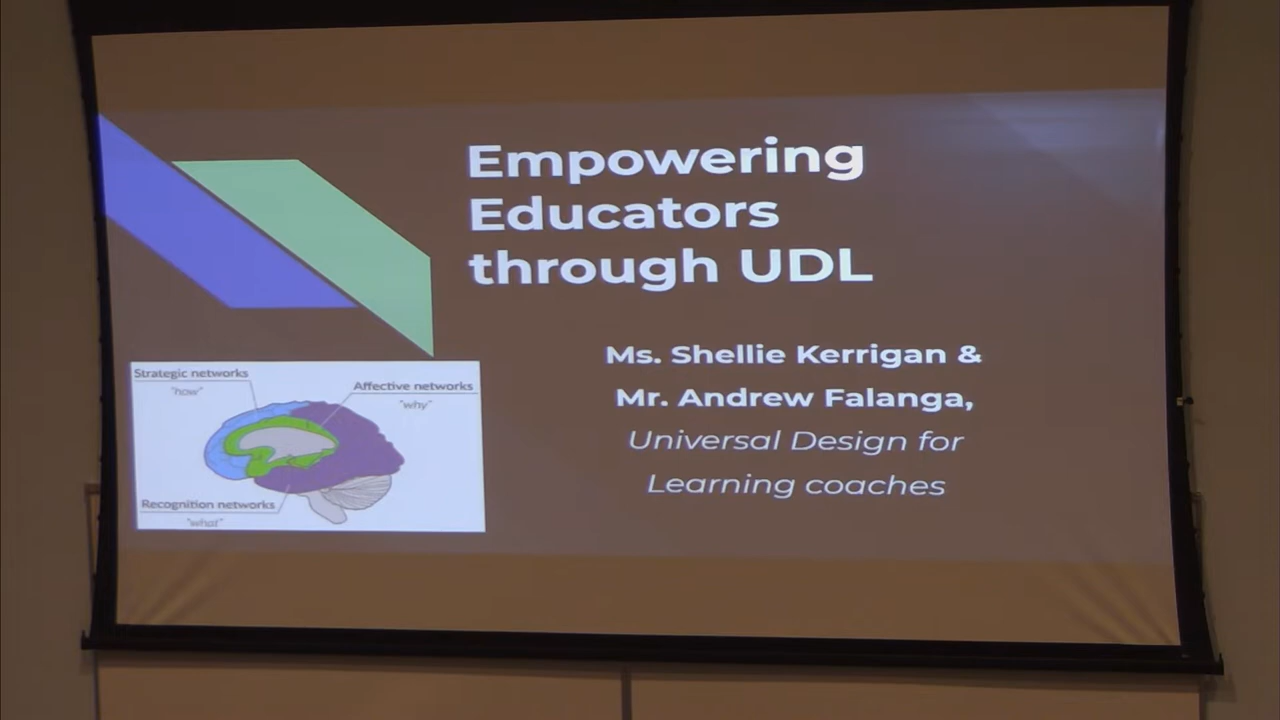 Empowering
Educators
through UDL
Ms. Shellie Kerrigan &
Mr. Andrew Falanga,
Universal Design for
Learning coaches
Strategic networks
"how"
Affective networks
"why"
Recognition networks
"what"